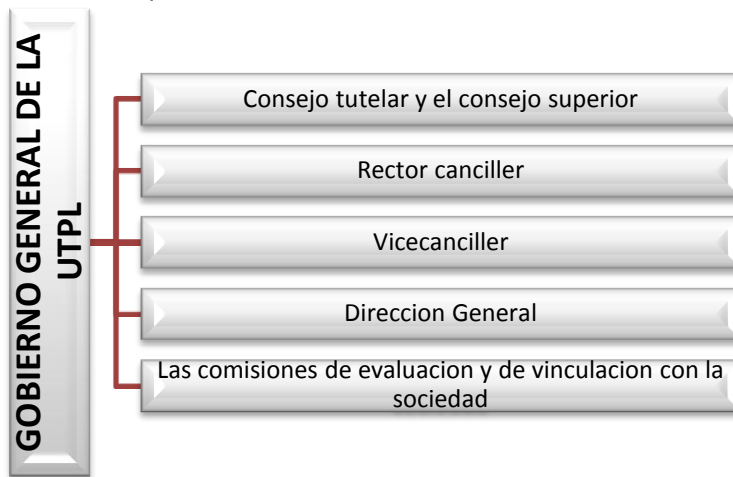 GOBIERNO GENERAL DE LA
UTPL
Consejo tutelar y el consejo superior
Rector canciller
Vicecanciller
Direccion General
Las comisiones de evaluacion y de vinculacion con la
sociedad